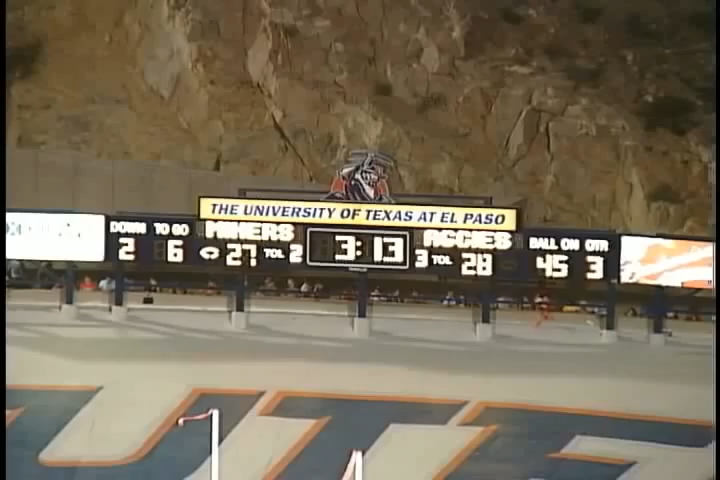 THE UNIVERSITY OF TEXAS AT EL PASO
DOWN TO GO MINERS 3:13 AGGIES BALL ON QTR
2 6 27 TOL 2 3 TOL 28 45 3
UTE